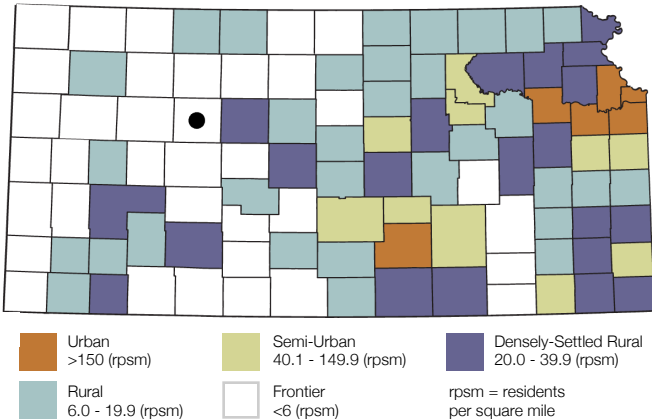 Urban
>150 (rpsm)
Semi-Urban
40.1 - 149.9 (rpsm)
Densely-Settled Rural
20.0 - 39.9 (rpsm)
Rural
6.0 - 19.9 (rpsm)
Frontier
<6 (rpsm)
rpsm = residents
per square mile